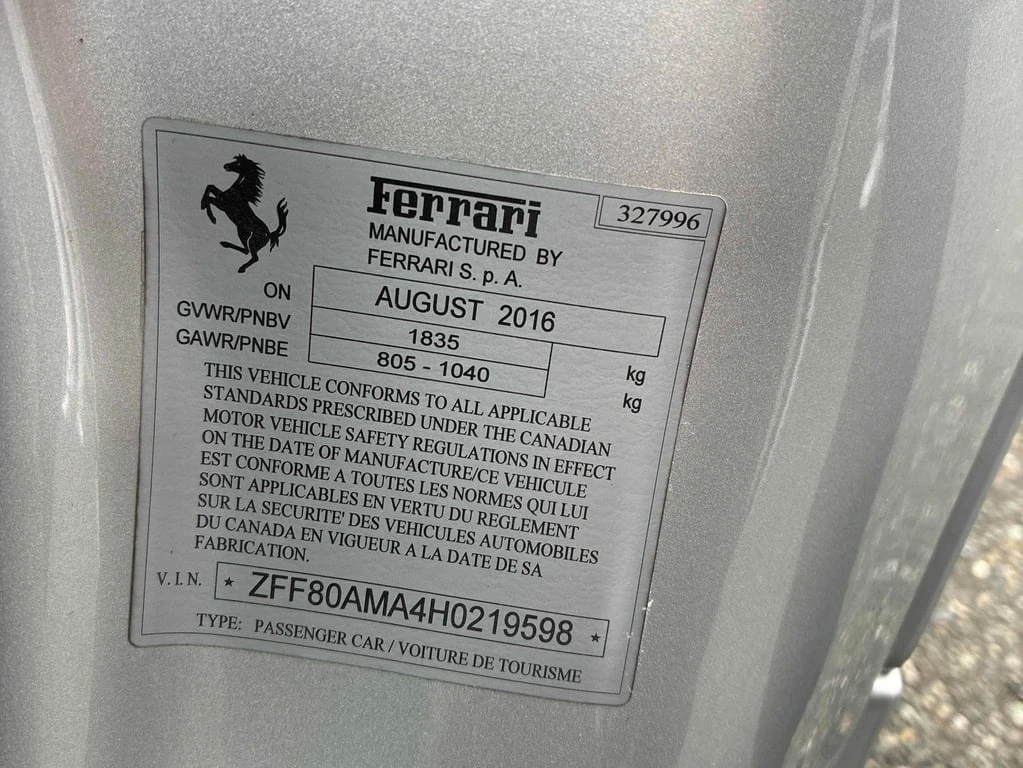 Ferrari
327996
MANUFACTURED BY
FERRARI S. p. A.
ON AUGUST 2016
GVWR/PNBV 1835 kg
GAWR/PNBE 805 - 1040 kg
THIS VEHICLE CONFORMS TO ALL APPLICABLE
STANDARDS PRESCRIBED UNDER THE CANADIAN
MOTOR VEHICLE SAFETY REGULATIONS IN EFFECT
ON THE DATE OF MANUFACTURE/CE VEHICULE
EST CONFORME A TOUTES LES NORMES QUI LUI
SONT APPLICABLES EN VERTU DU REGLEMENT
SUR LA SECURITE' DES VEHICULES AUTOMOBILES
DU CANADA EN VIGUEUR A LA DATE DE SA
FABRICATION.
V. I. N. ★ ZFF80AMA4H0219598 ★
TYPE: PASSENGER CAR / VOITURE DE TOURISME